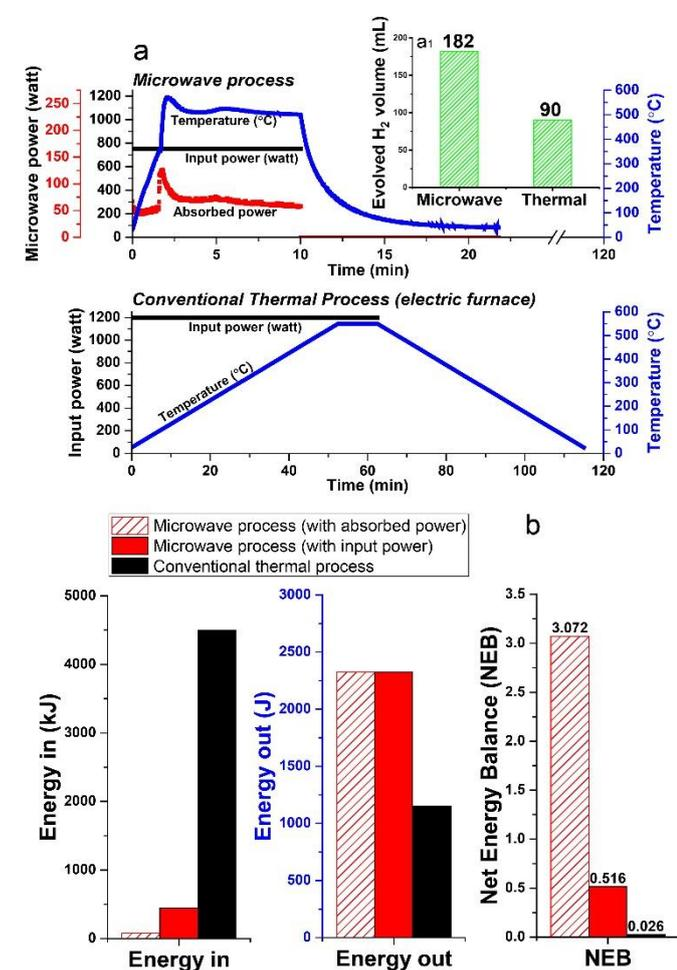 a
Microwave process
Microwave power (watt)
250
200
150
100
50
0
1200
1000
800
600
400
200
0
Temperature (°C)
Input power (watt)
Absorbed power
0
5
10
15
20
120
Time (min)
600
500
400
300
200
100
0
Temperature (°C)
a1
Evolved H2 volume (mL)
200
150
100
50
0
182
90
Microwave
Thermal
Conventional Thermal Process (electric furnace)
Input power (watt)
1200
1000
800
600
400
200
0
Input power (watt)
Temperature (°C)
0
20
40
60
80
100
120
Time (min)
600
500
400
300
200
100
0
Temperature (°C)
b
Microwave process (with absorbed power)
Microwave process (with input power)
Conventional thermal process
Energy in (kJ)
5000
4000
3000
2000
1000
0
Energy in
Energy out (J)
3000
2500
2000
1500
1000
500
0
Energy out
Net Energy Balance (NEB)
3.5
3.0
2.5
2.0
1.5
1.0
0.5
0.0
3.072
0.516
0.026
NEB